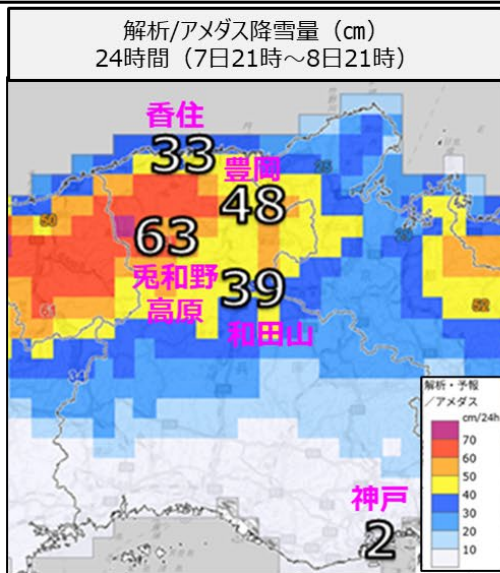 解析/アメダス降雪量（㎝）
24時間（7日21時～8日21時）
香住
33
豊岡
48
63
兎和野
高原
39
和田山
神戸
2
解析・予報
／アメダス
cm/24h
70
60
50
40
30
20
10
60
61